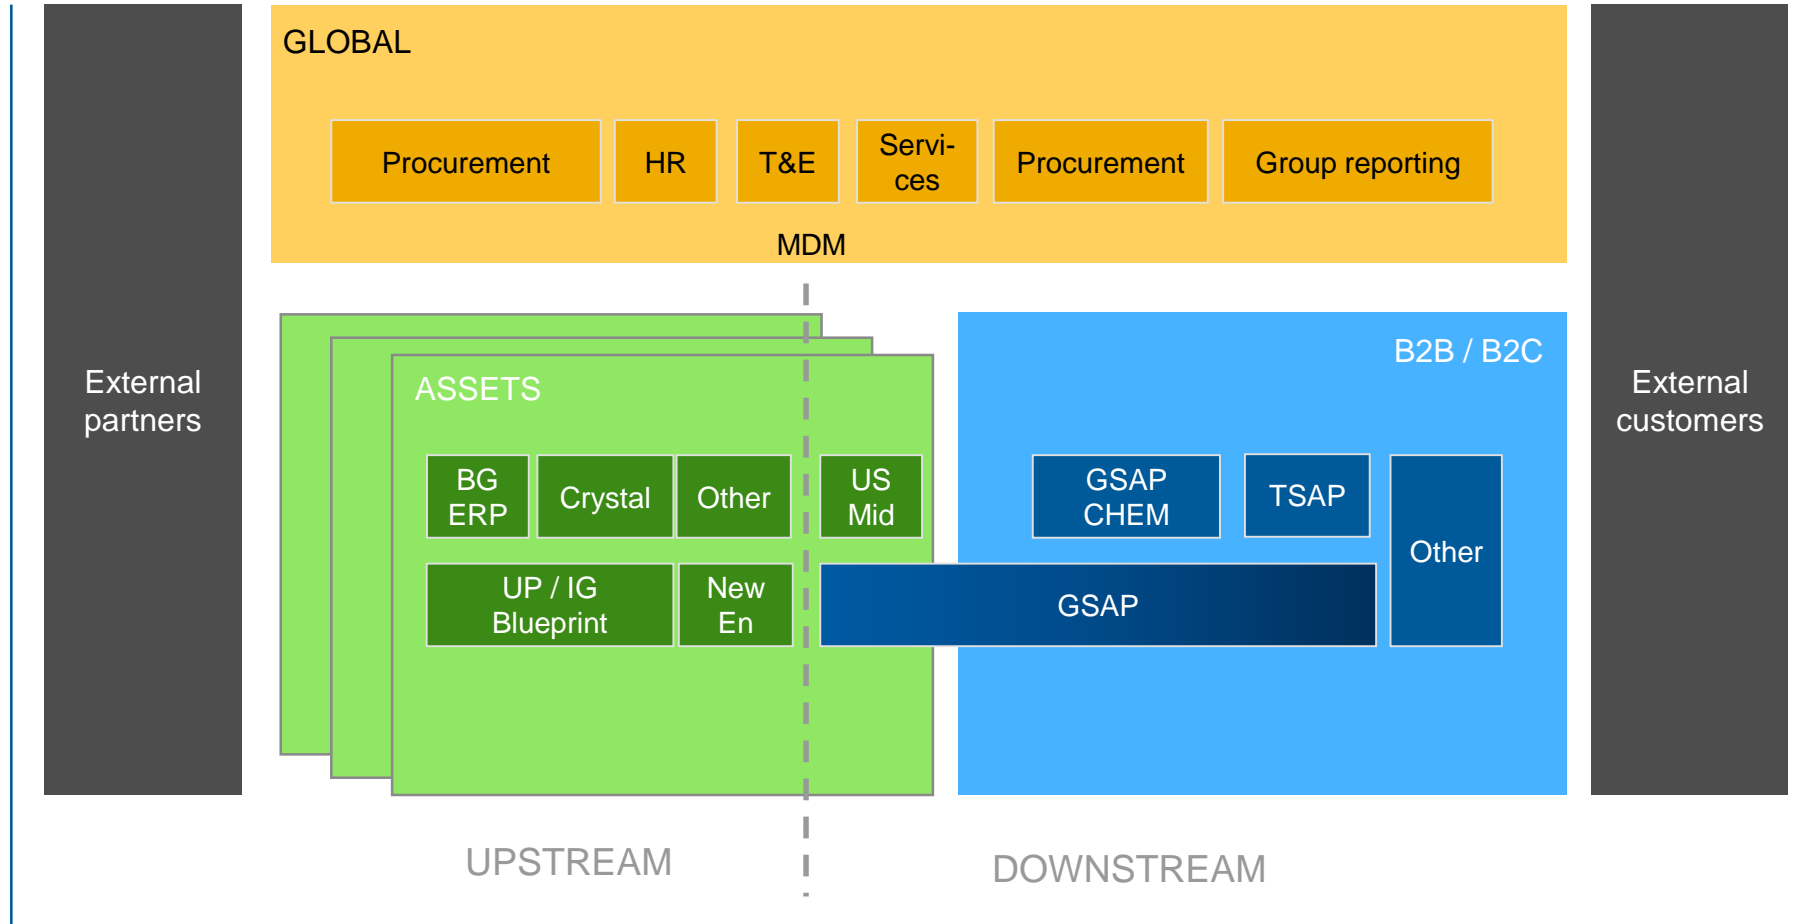 GLOBAL
Procurement
HR
T&E
Servi-
ces
Procurement
Group reporting
MDM
External
partners
ASSETS
BG
ERP
Crystal
Other
US
Mid
UP / IG
Blueprint
New
En
B2B / B2C
GSAP
CHEM
TSAP
Other
GSAP
External
customers
UPSTREAM
DOWNSTREAM